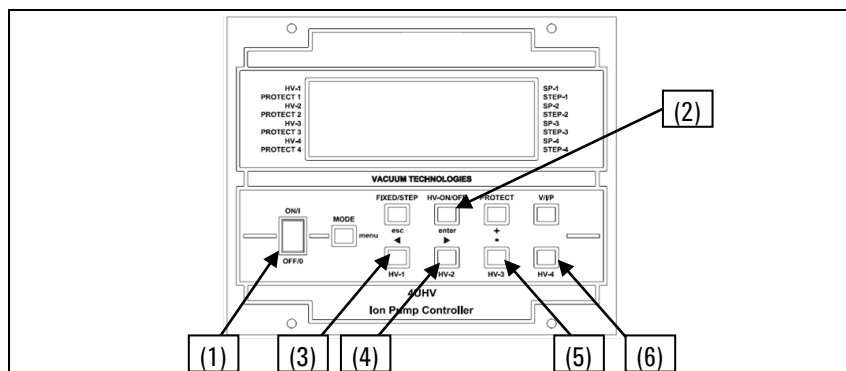 HV-1
PROTECT 1
HV-2
PROTECT 2
HV-3
PROTECT 3
HV-4
PROTECT 4
SP-1
STEP-1
SP-2
STEP-2
SP-3
STEP-3
SP-4
STEP-4
(2)
VACUUM TECHNOLOGIES
FIXED/STEP HV-ON/OFF PROTECT V/I/P
ON/I
MODE
menu
esc enter +
◀ ▶ -
OFF/0
HV-1 HV-2 HV-3 HV-4
4UHV
Ion Pump Controller
(1) (3) (4) (5) (6)